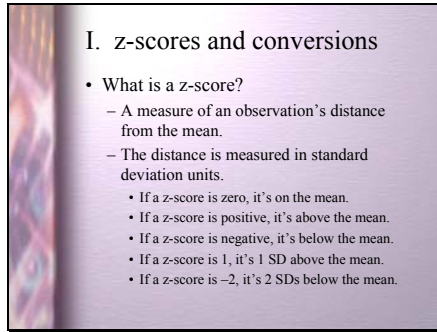 I. z-scores and conversions
• What is a z-score?
– A measure of an observation's distance
from the mean.
– The distance is measured in standard
deviation units.
• If a z-score is zero, it's on the mean.
• If a z-score is positive, it's above the mean.
• If a z-score is negative, it's below the mean.
• If a z-score is 1, it's 1 SD above the mean.
• If a z-score is –2, it's 2 SDs below the mean.